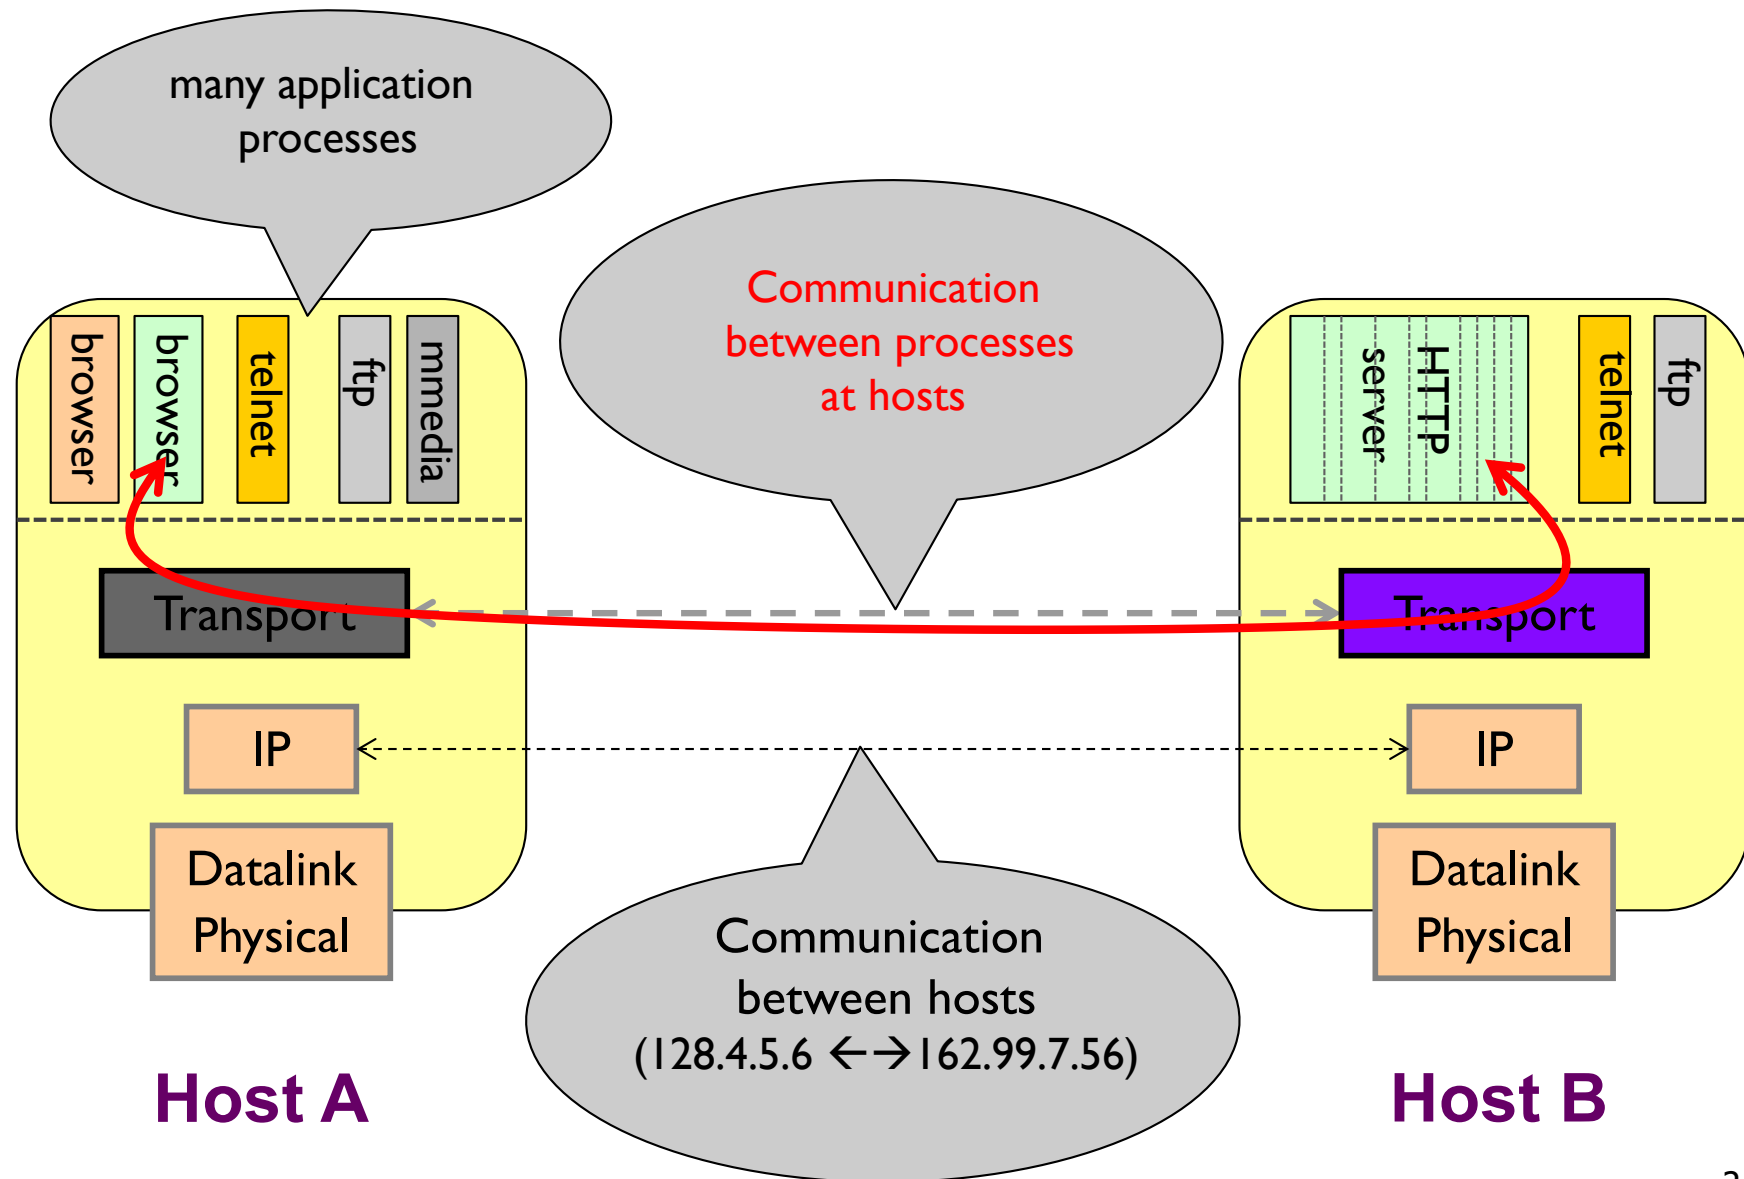 many application
processes
Communication
between processes
at hosts
browser
browser
telnet
ftp
mmedia
HTTP
server
telnet
ftp
Transport
Transport
IP
IP
Datalink
Physical
Datalink
Physical
Communication
between hosts
(128.4.5.6 ←→162.99.7.56)
Host A
Host B